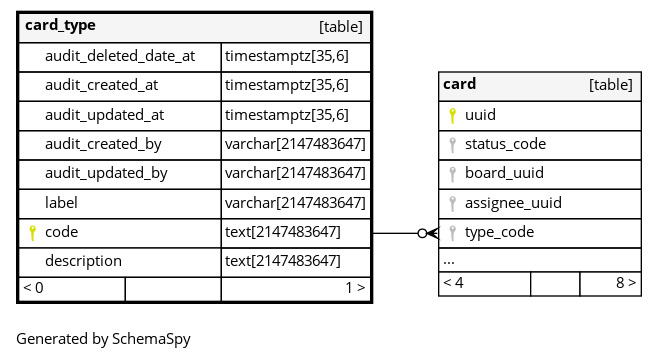 card_type [table]
audit_deleted_date_at timestamptz[35,6]
audit_created_at timestamptz[35,6]
audit_updated_at timestamptz[35,6]
audit_created_by varchar[2147483647]
audit_updated_by varchar[2147483647]
label varchar[2147483647]
code text[2147483647]
description text[2147483647]
< 0 1 >
card [table]
uuid
status_code
board_uuid
assignee_uuid
type_code
...
< 4 8 >
Generated by SchemaSpy